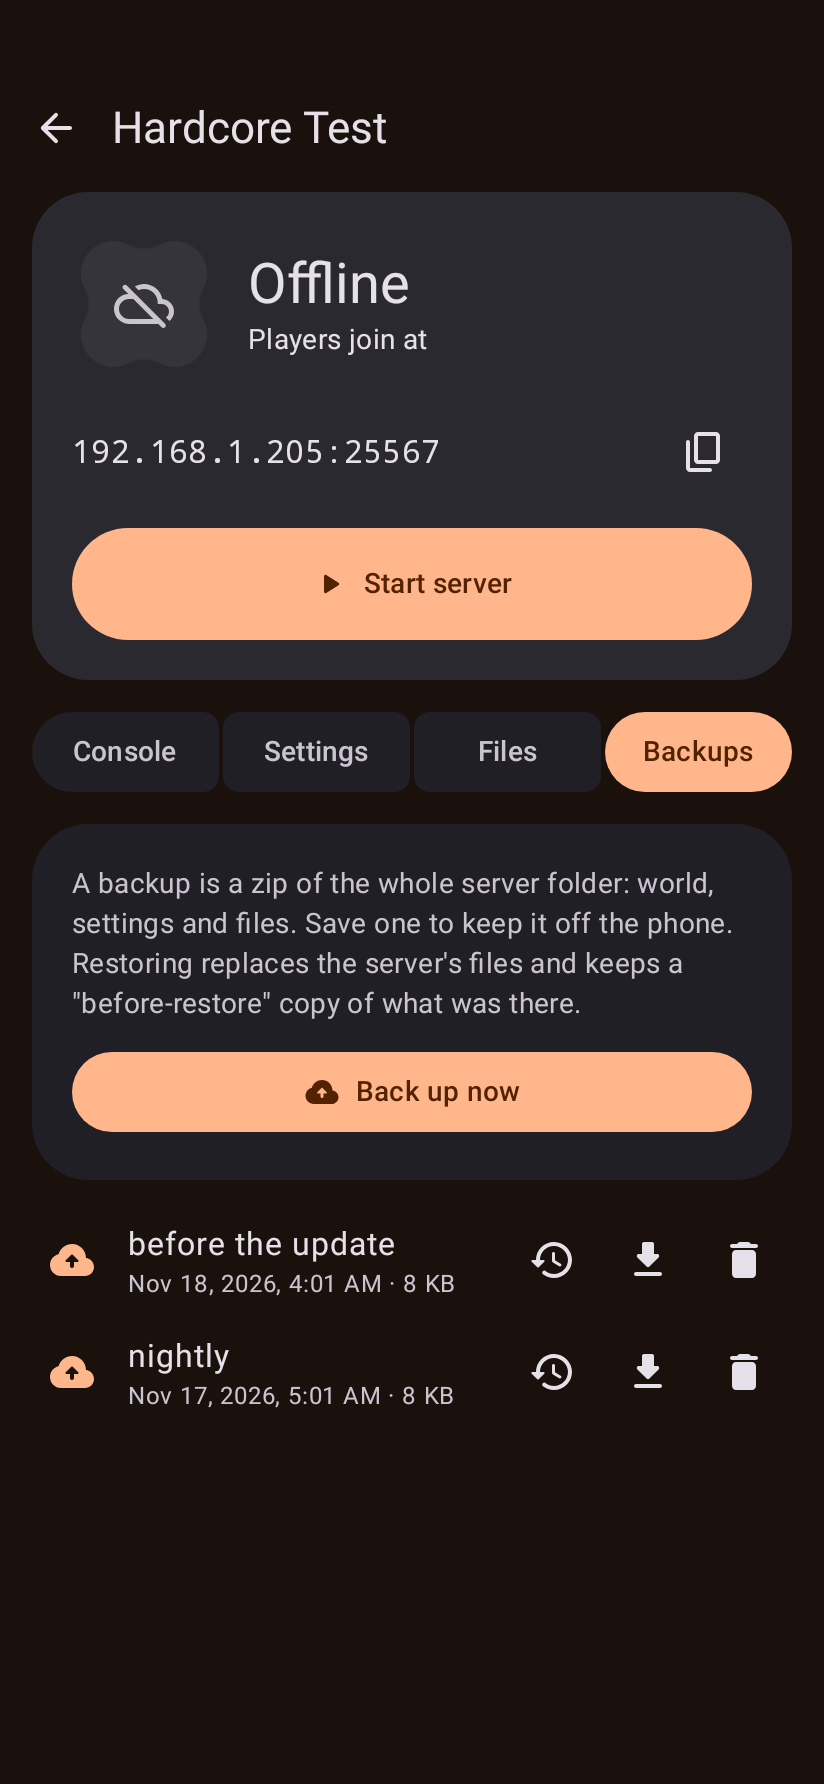 Hardcore Test
Offline
Players join at
192.168.1.205:25567
Start server
Console
Settings
Files
Backups
A backup is a zip of the whole server folder: world,
settings and files. Save one to keep it off the phone.
Restoring replaces the server's files and keeps a
"before-restore" copy of what was there.
Back up now
before the update
Nov 18, 2026, 4:01 AM · 8 KB
nightly
Nov 17, 2026, 5:01 AM · 8 KB